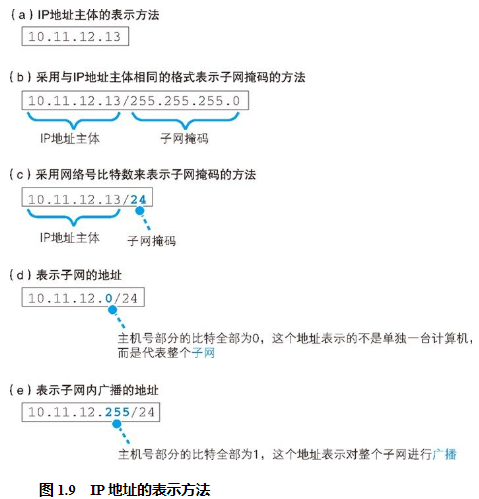 (a) IP地址主体的表示方法
10.11.12.13
(b) 采用与IP地址主体相同的格式表示子网掩码的方法
10.11.12.13/255.255.255.0
IP地址主体 子网掩码
(c) 采用网络号比特数来表示子网掩码的方法
10.11.12.13/24
IP地址主体 子网掩码
(d) 表示子网的地址
10.11.12.0/24
主机号部分的比特全部为0，这个地址表示的不是单独一台计算机，
而是代表整个子网
(e) 表示子网内广播的地址
10.11.12.255/24
主机号部分的比特全部为1，这个地址表示对整个子网进行广播
图 1.9 IP 地址的表示方法